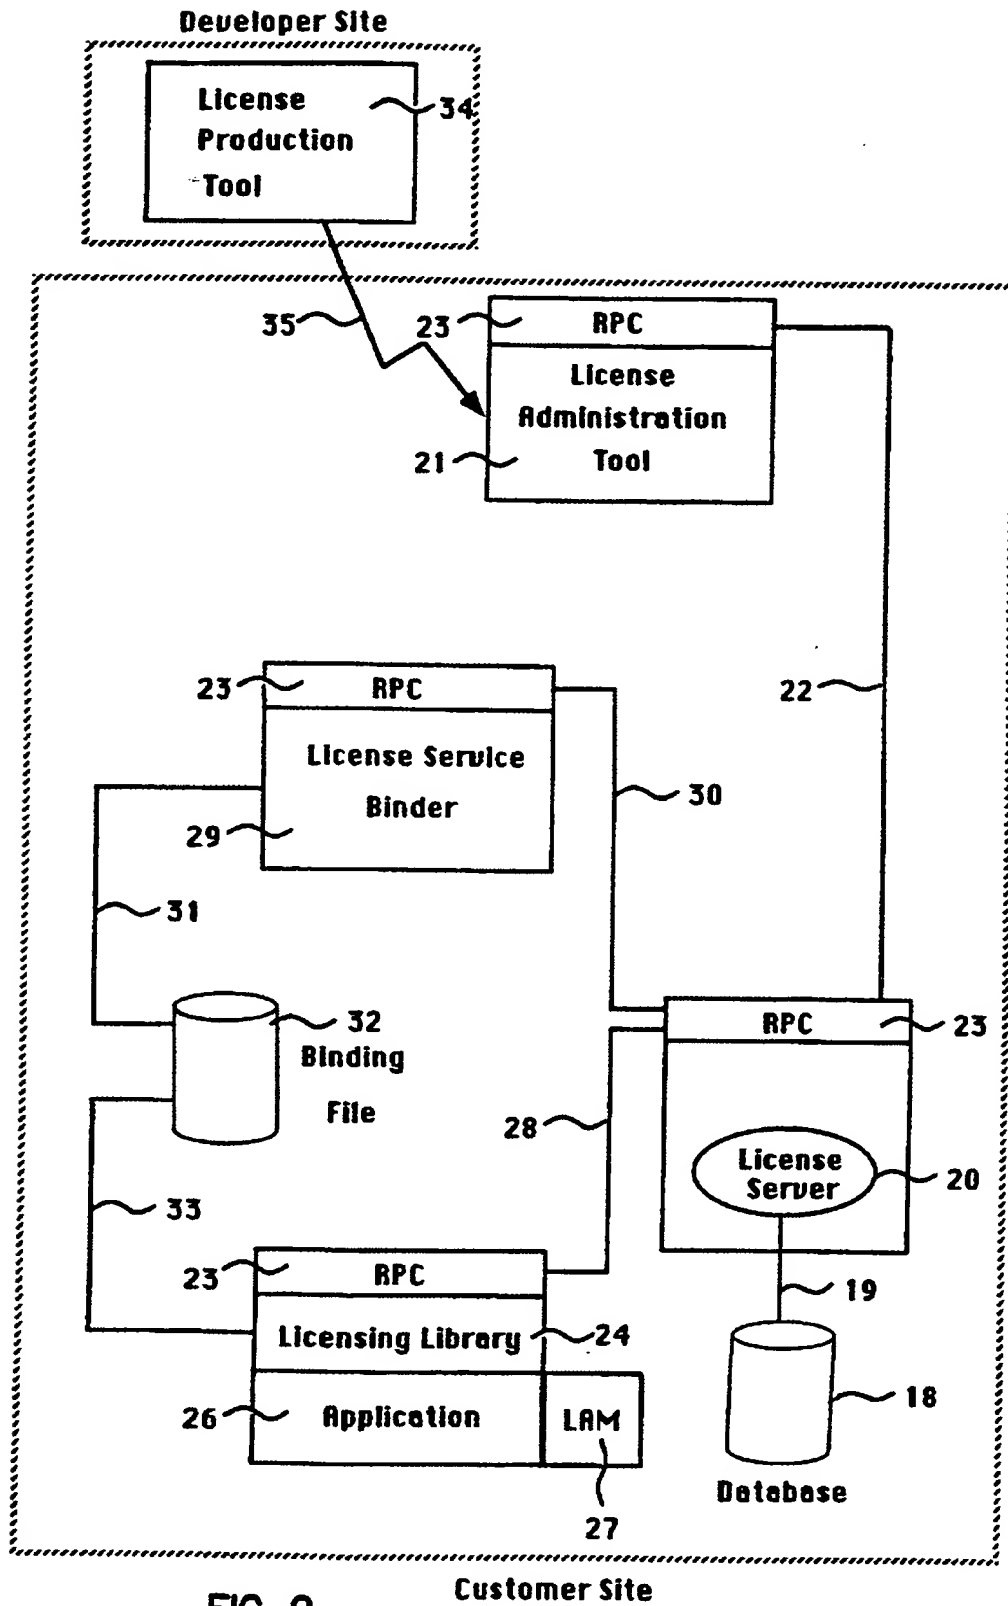 Developer Site
License
Production
Tool
34
35
23
RPC
License
Administration
Tool
21
22
23
RPC
License Service
Binder
29
30
31
32
Binding
File
RPC
23
28
License
Server
20
33
19
23
RPC
Licensing Library
24
26
Application
LAM
18
Database
27
Customer Site